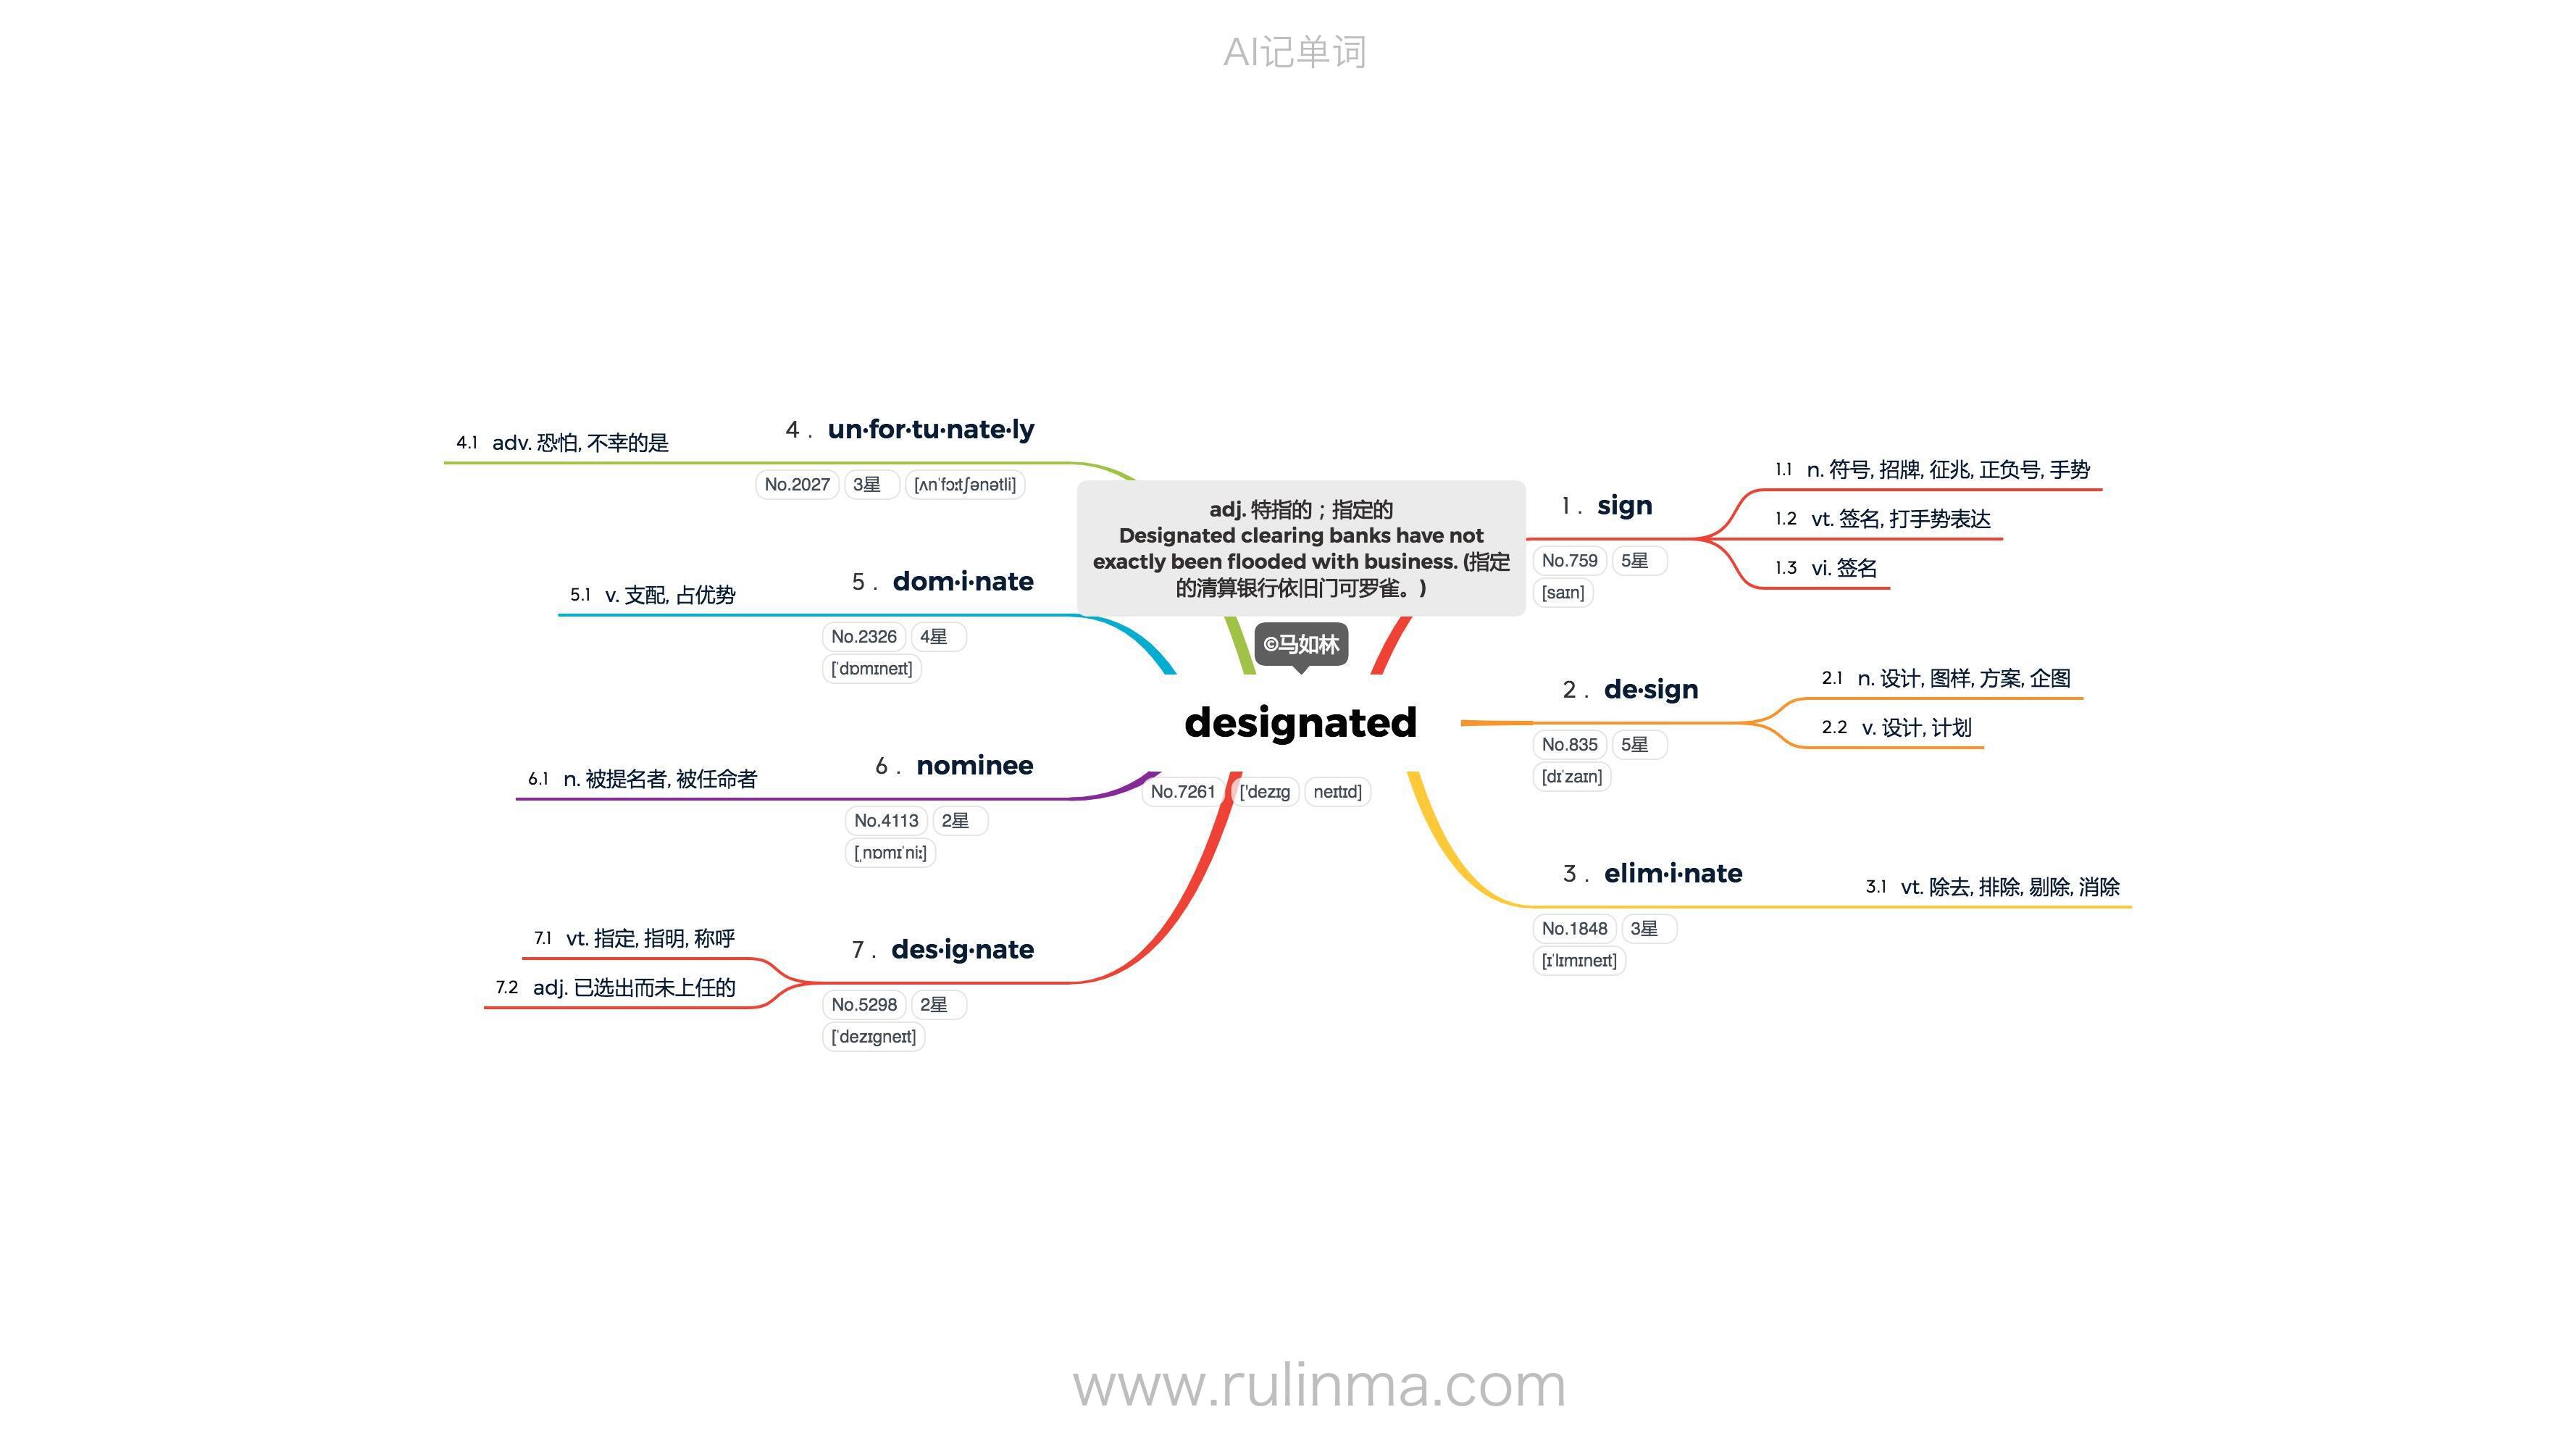 AI记单词
adj. 特指的；指定的
Designated clearing banks have not
exactly been flooded with business. (指定
的清算银行依旧门可罗雀。)
©马如林
designated
No.7261 ['dezɪg neɪtɪd]
1 . sign
No.759 5星
[saɪn]
1.1 n. 符号, 招牌, 征兆, 正负号, 手势
1.2 vt. 签名, 打手势表达
1.3 vi. 签名
2 . de·sign
No.835 5星
[dɪˈzaɪn]
2.1 n. 设计, 图样, 方案, 企图
2.2 v. 设计, 计划
3 . elim·i·nate
No.1848 3星
[ɪˈlɪmɪneɪt]
3.1 vt. 除去, 排除, 剔除, 消除
4 . un·for·tu·nate·ly
No.2027 3星 [ʌnˈfɔːtʃənətli]
4.1 adv. 恐怕, 不幸的是
5 . dom·i·nate
No.2326 4星
[ˈdɒmɪneɪt]
5.1 v. 支配, 占优势
6 . nominee
No.4113 2星
[ˌnɒmɪˈniː]
6.1 n. 被提名者, 被任命者
7 . des·ig·nate
No.5298 2星
[ˈdezɪgneɪt]
7.1 vt. 指定, 指明, 称呼
7.2 adj. 已选出而未上任的
www.rulinma.com